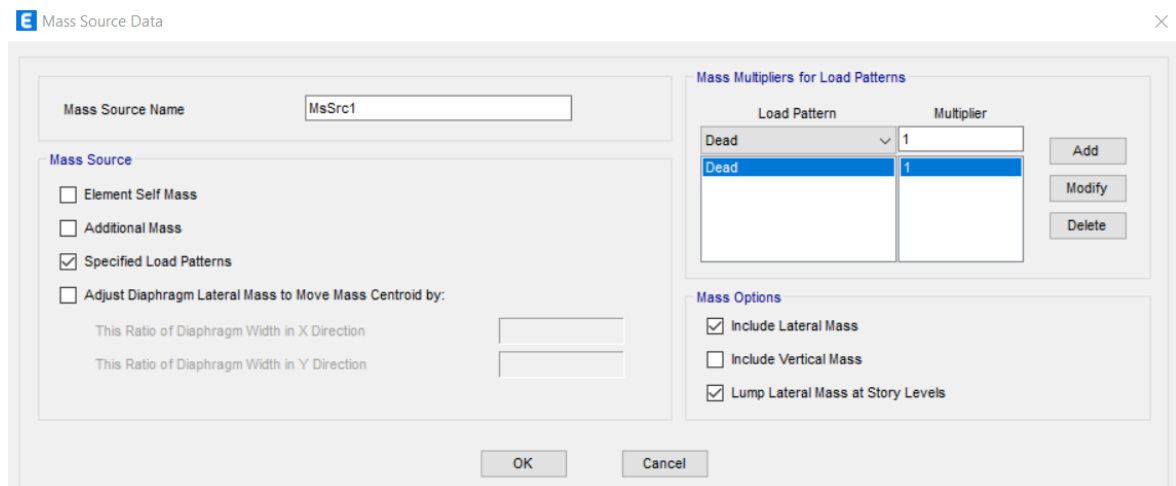 E Mass Source Data
Mass Source Name MsSrc1
Mass Source
Element Self Mass
Additional Mass
Specified Load Patterns
Adjust Diaphragm Lateral Mass to Move Mass Centroid by:
This Ratio of Diaphragm Width in X Direction
This Ratio of Diaphragm Width in Y Direction
Mass Multipliers for Load Patterns
Load Pattern Multiplier
Dead 1
Dead 1
Add
Modify
Delete
Mass Options
Include Lateral Mass
Include Vertical Mass
Lump Lateral Mass at Story Levels
OK Cancel